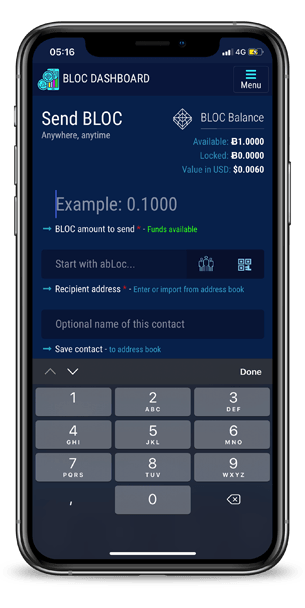 05:16 4G
BLOC DASHBOARD
Menu
Send BLOC
Anywhere, anytime
BLOC Balance
Available: Ƀ1.0000
Locked: Ƀ0.0000
Value in USD: $0.0060
Example: 0.1000
→ BLOC amount to send * - Funds available
Start with abLoc...
→ Recipient address * - Enter or import from address book
Optional name of this contact
→ Save contact - to address book
Done
1 2 ABC 3 DEF
4 GHI 5 JKL 6 MNO
7 PQRS 8 TUV 9 WXYZ
, 0